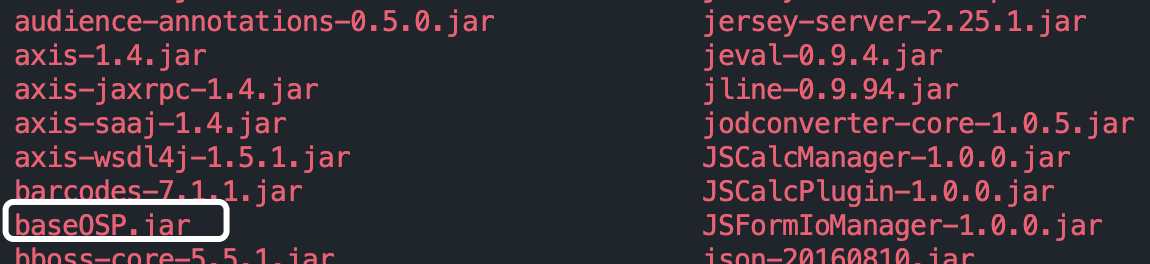 audience-annotations-0.5.0.jar
axis-1.4.jar
axis-jaxrpc-1.4.jar
axis-saaj-1.4.jar
axis-wsdl4j-1.5.1.jar
barcodes-7.1.1.jar
baseOSP.jar
bboss-core-5.5.1.jar
jersey-server-2.25.1.jar
jeval-0.9.4.jar
jline-0.9.94.jar
jodconverter-core-1.0.5.jar
JSCalcManager-1.0.0.jar
JSCalcPlugin-1.0.0.jar
JSFormIoManager-1.0.0.jar
json-20160810.jar